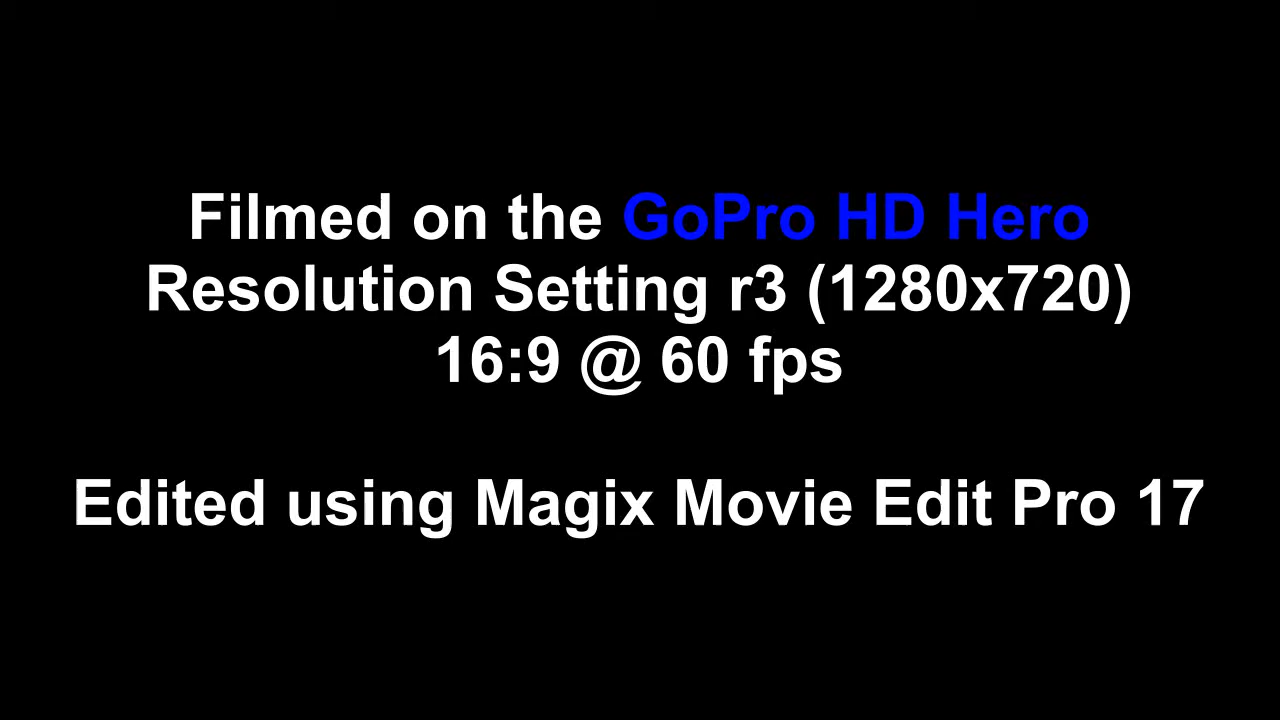 Filmed on the GoPro HD Hero
Resolution Setting r3 (1280x720)
16:9 @ 60 fps
Edited using Magix Movie Edit Pro 17